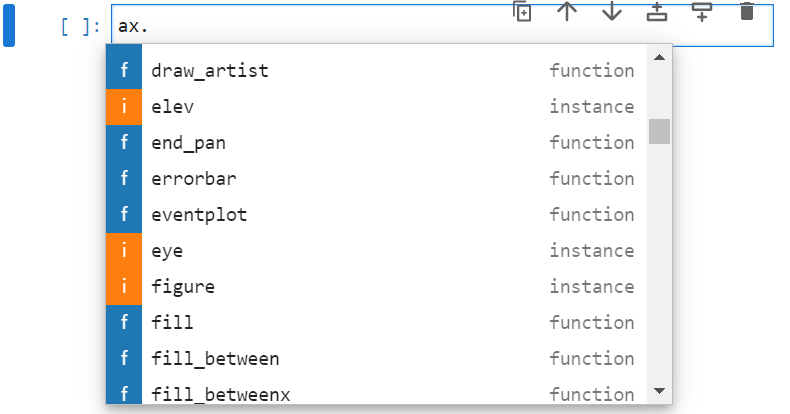 [ ]: ax.
f draw_artist function
i elev instance
f end_pan function
f errorbar function
f eventplot function
i eye instance
i figure instance
f fill function
f fill_between function
f fill_betweenx function